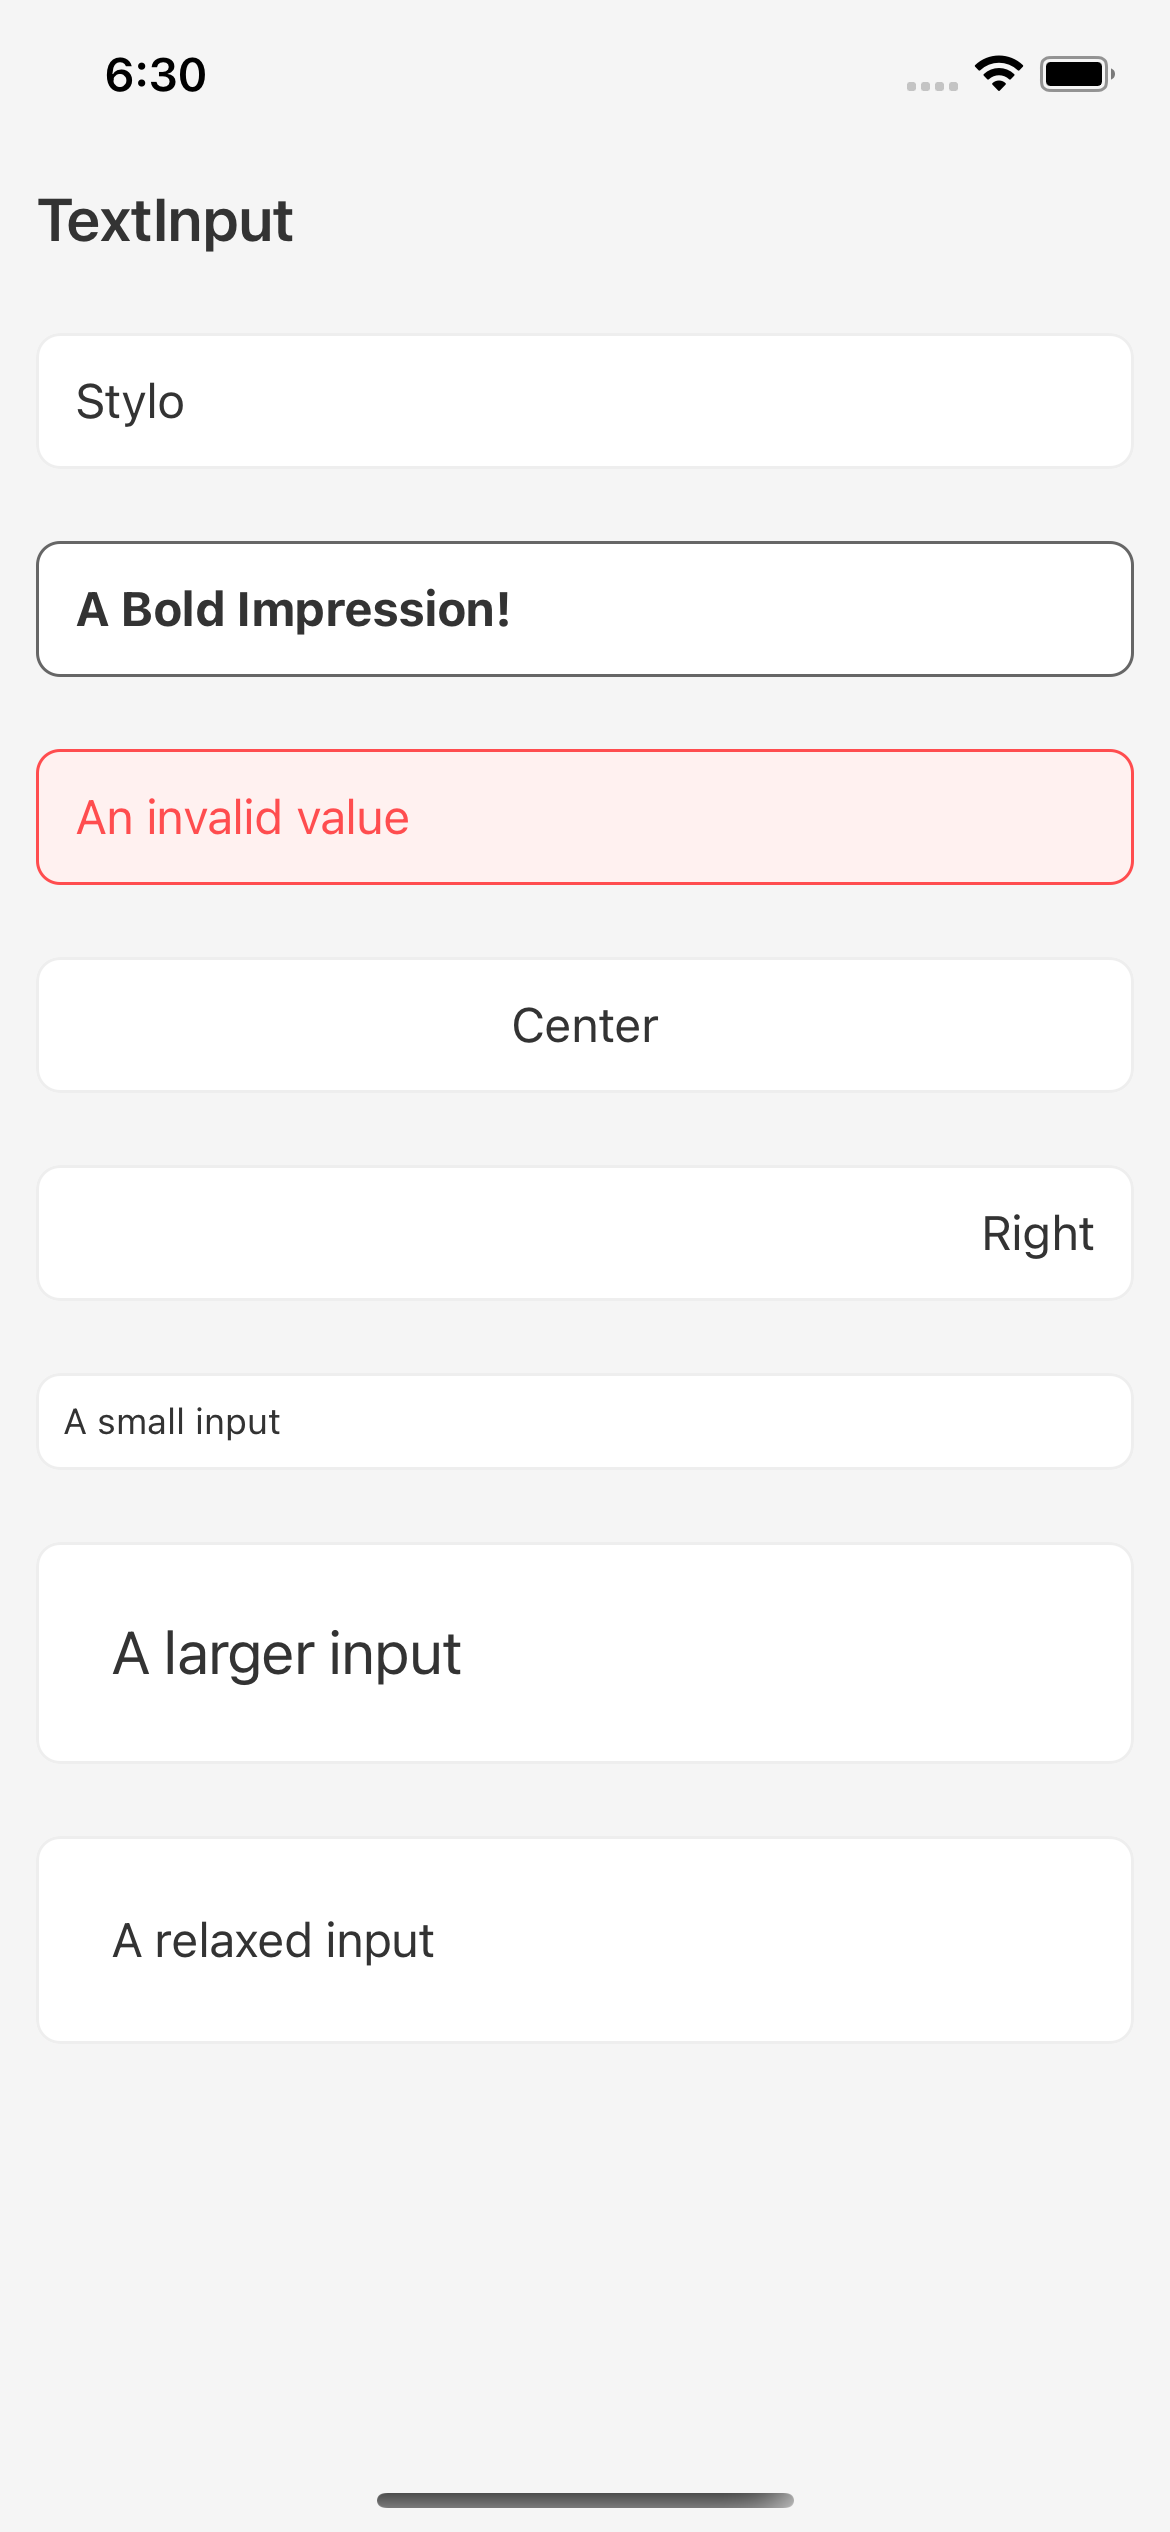 6:30
TextInput
Stylo
A Bold Impression!
An invalid value
Center
Right
A small input
A larger input
A relaxed input